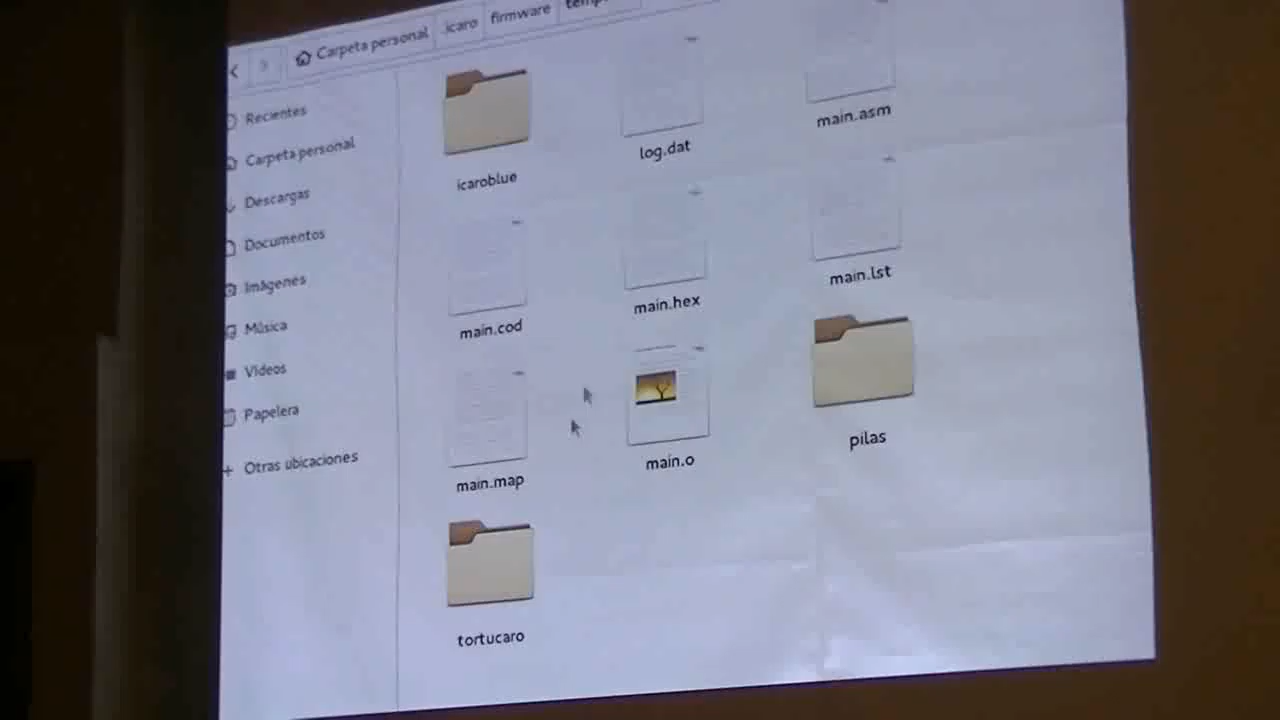 Carpeta personal .icaro firmware
Recientes
Carpeta personal
Descargas
Documentos
Imágenes
Música
Vídeos
Papelera
Otras ubicaciones
icaroblue
log.dat
main.asm
main.cod
main.hex
main.lst
main.map
main.o
pilas
tortucaro